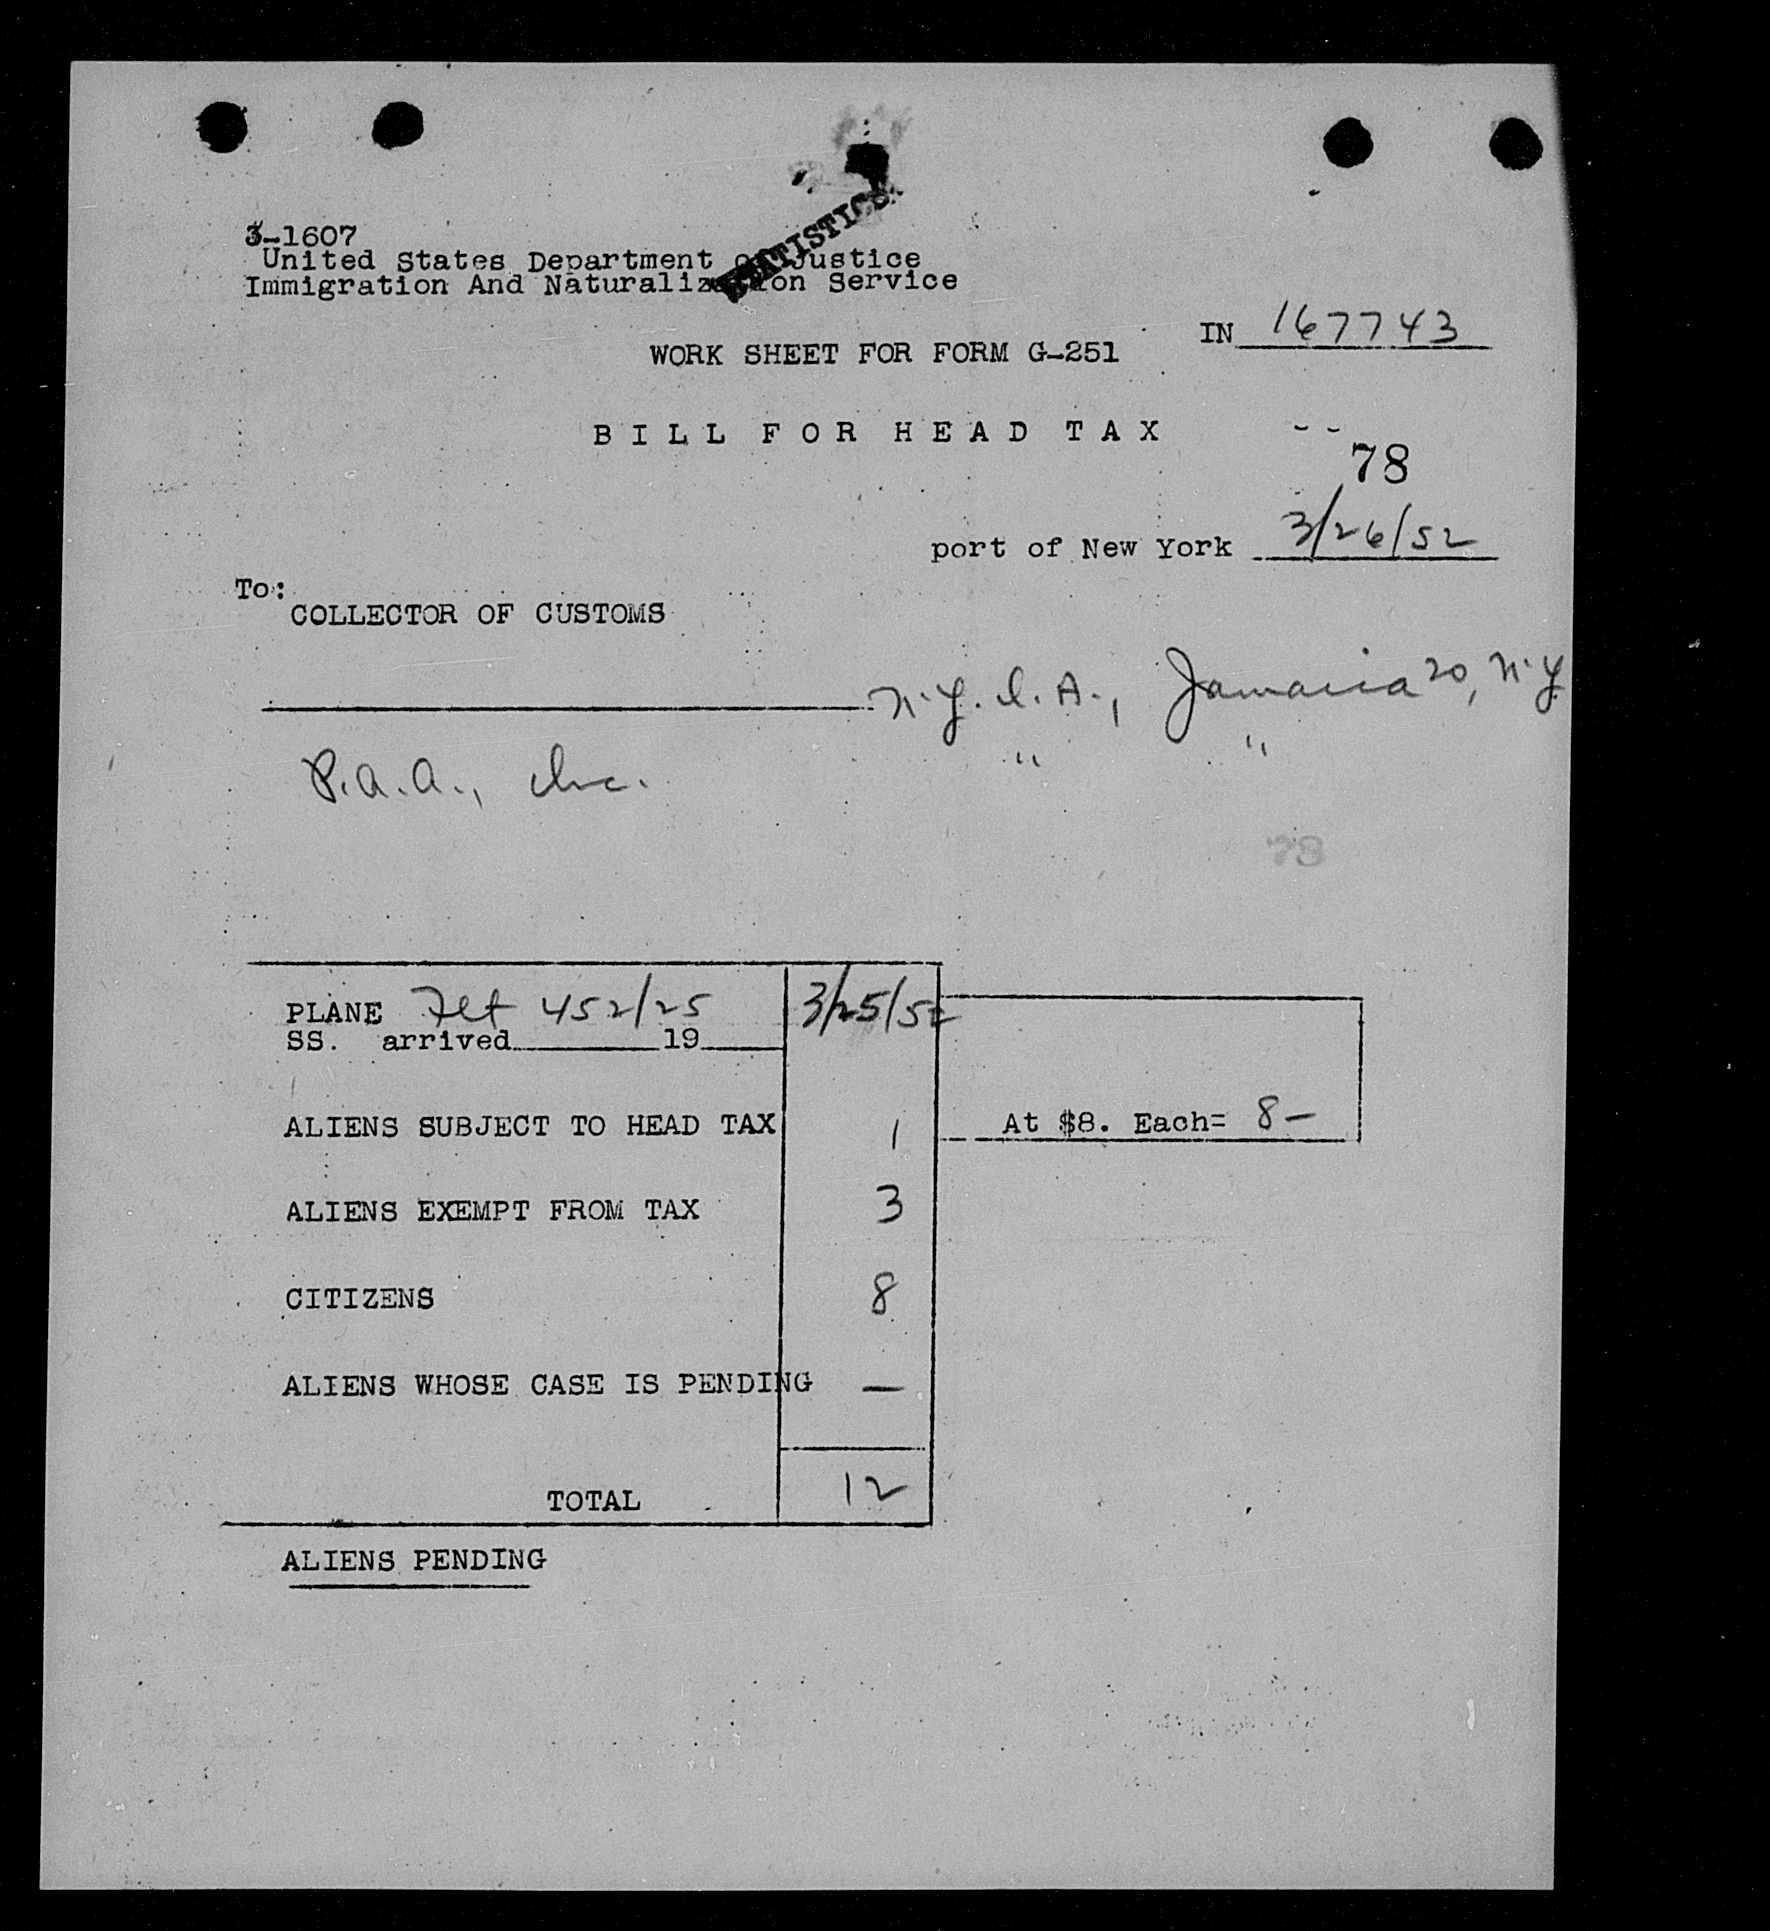 3-1607
United States Department of Justice
Immigration And Naturalization Service
STATISTICS
IN 167743
WORK SHEET FOR FORM G-251
BILL FOR HEAD TAX
78
port of New York 3/26/52
To:
COLLECTOR OF CUSTOMS
N.Y.I.A., Jamaica 20, N.Y
P.A.A., Inc. " "
78
PLANE Flt 452/25 3/25/52
SS. arrived 19
ALIENS SUBJECT TO HEAD TAX 1 At $8. Each= 8-
ALIENS EXEMPT FROM TAX 3
CITIZENS 8
ALIENS WHOSE CASE IS PENDING —
TOTAL 12
ALIENS PENDING